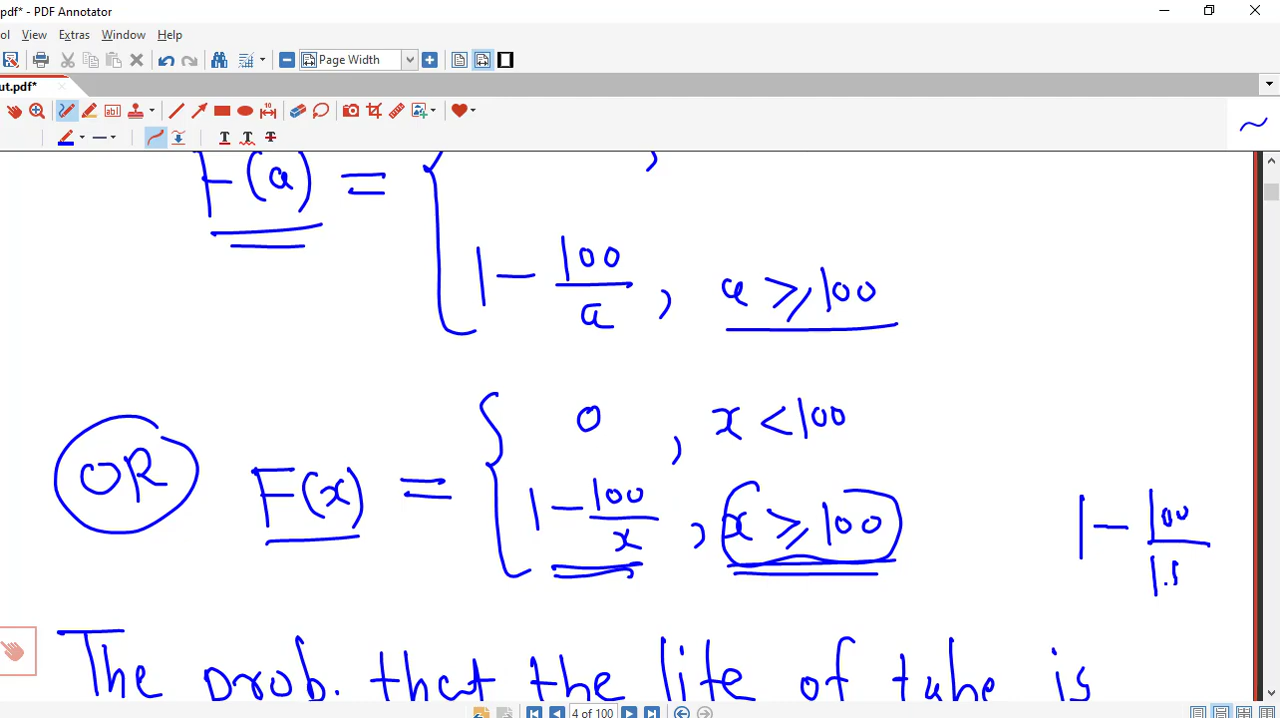 .pdf* - PDF Annotator
ol View Extras Window Help
Page Width
ut.pdf*
F(a) = {
1 - 100/a , a ⩾ 100
OR F(x) = { 0 , x < 100
1 - 100/x , x ⩾ 100
1 - 100/1.
The prob. that the life of tube is
4 of 100